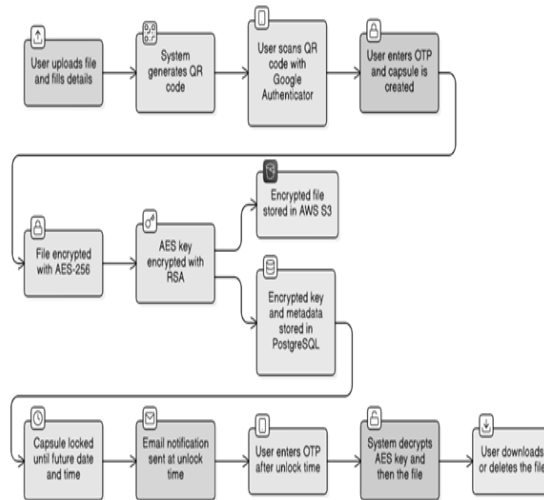 User uploads file
and fills details
System
generates QR
code
User scans QR
code with
Google
Authenticator
User enters OTP
and capsule is
created
File encrypted
with AES-256
AES key
encrypted with
RSA
Encrypted file
stored in AWS S3
Encrypted key
and metadata
stored in
PostgreSQL
Capsule locked
until future date
and time
Email notification
sent at unlock
time
User enters OTP
after unlock time
System decrypts
AES key and
then the file
User downloads
or deletes the file